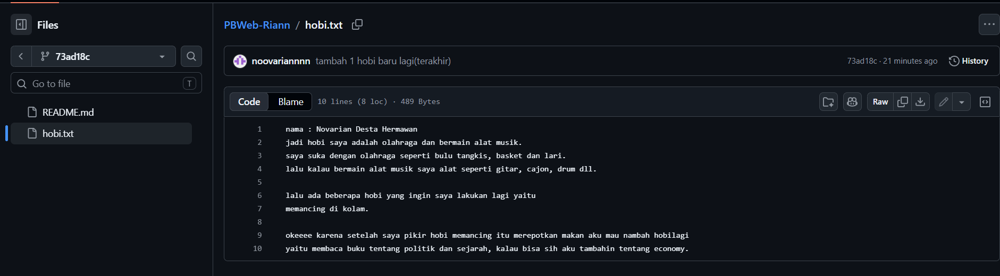 Files
73ad18c
Go to file
T
README.md
hobi.txt
PBWeb-Riann / hobi.txt
noovariannnn tambah 1 hobi baru lagi(terakhir)
73ad18c · 21 minutes ago
History
Code
Blame
10 lines (8 loc) · 489 Bytes
Raw
1 nama : Novarian Desta Hermawan
2 jadi hobi saya adalah olahraga dan bermain alat musik.
3 saya suka dengan olahraga seperti bulu tangkis, basket dan lari.
4 lalu kalau bermain alat musik saya alat seperti gitar, cajon, drum dll.
5
6 lalu ada beberapa hobi yang ingin saya lakukan lagi yaitu
7 memancing di kolam.
8
9 okeeee karena setelah saya pikir hobi memancing itu merepotkan makan aku mau nambah hobilagi
10 yaitu membaca buku tentang politik dan sejarah, kalau bisa sih aku tambahin tentang economy.